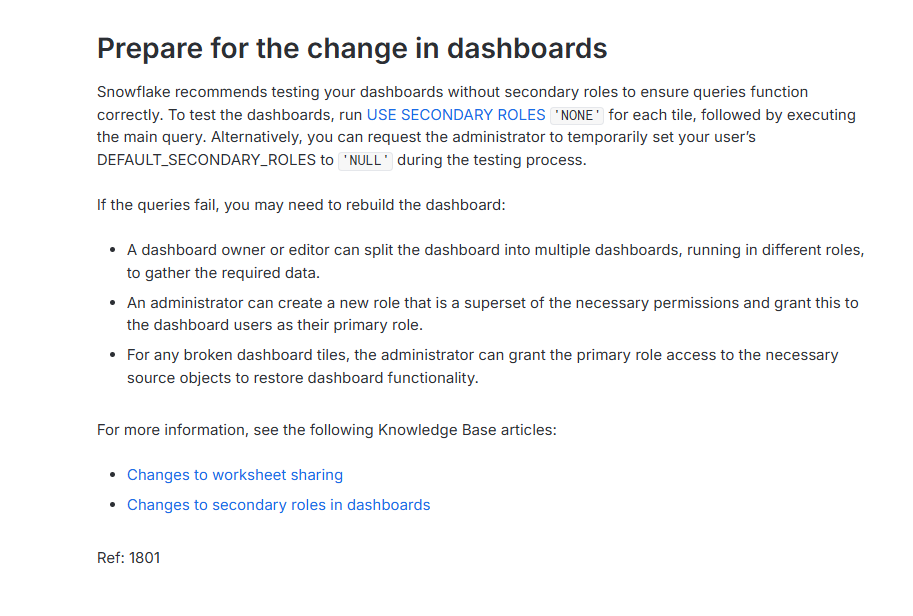 Prepare for the change in dashboards
Snowflake recommends testing your dashboards without secondary roles to ensure queries function
correctly. To test the dashboards, run USE SECONDARY ROLES 'NONE' for each tile, followed by executing
the main query. Alternatively, you can request the administrator to temporarily set your user’s
DEFAULT_SECONDARY_ROLES to 'NULL' during the testing process.
If the queries fail, you may need to rebuild the dashboard:
• A dashboard owner or editor can split the dashboard into multiple dashboards, running in different roles,
to gather the required data.
• An administrator can create a new role that is a superset of the necessary permissions and grant this to
the dashboard users as their primary role.
• For any broken dashboard tiles, the administrator can grant the primary role access to the necessary
source objects to restore dashboard functionality.
For more information, see the following Knowledge Base articles:
• Changes to worksheet sharing
• Changes to secondary roles in dashboards
Ref: 1801